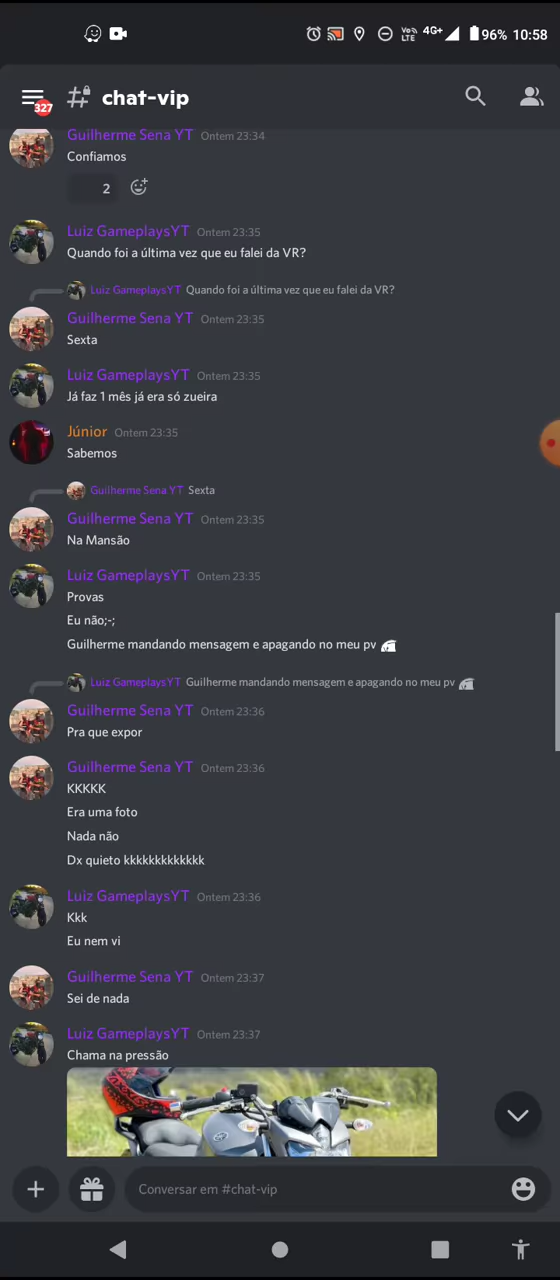 Vo)) LTE 4G+ 96% 10:58
327 chat-vip
Guilherme Sena YT Ontem 23:34
Confiamos
2
Luiz GameplaysYT Ontem 23:35
Quando foi a última vez que eu falei da VR?
Luiz GameplaysYT Quando foi a última vez que eu falei da VR?
Guilherme Sena YT Ontem 23:35
Sexta
Luiz GameplaysYT Ontem 23:35
Já faz 1 mês já era só zueira
Júnior Ontem 23:35
Sabemos
Guilherme Sena YT Sexta
Guilherme Sena YT Ontem 23:35
Na Mansão
Luiz GameplaysYT Ontem 23:35
Provas
Eu não;-;
Guilherme mandando mensagem e apagando no meu pv
Luiz GameplaysYT Guilherme mandando mensagem e apagando no meu pv
Guilherme Sena YT Ontem 23:36
Pra que expor
Guilherme Sena YT Ontem 23:36
KKKKK
Era uma foto
Nada não
Dx quieto kkkkkkkkkkkkk
Luiz GameplaysYT Ontem 23:36
Kkk
Eu nem vi
Guilherme Sena YT Ontem 23:37
Sei de nada
Luiz GameplaysYT Ontem 23:37
Chama na pressão
Conversar em #chat-vip